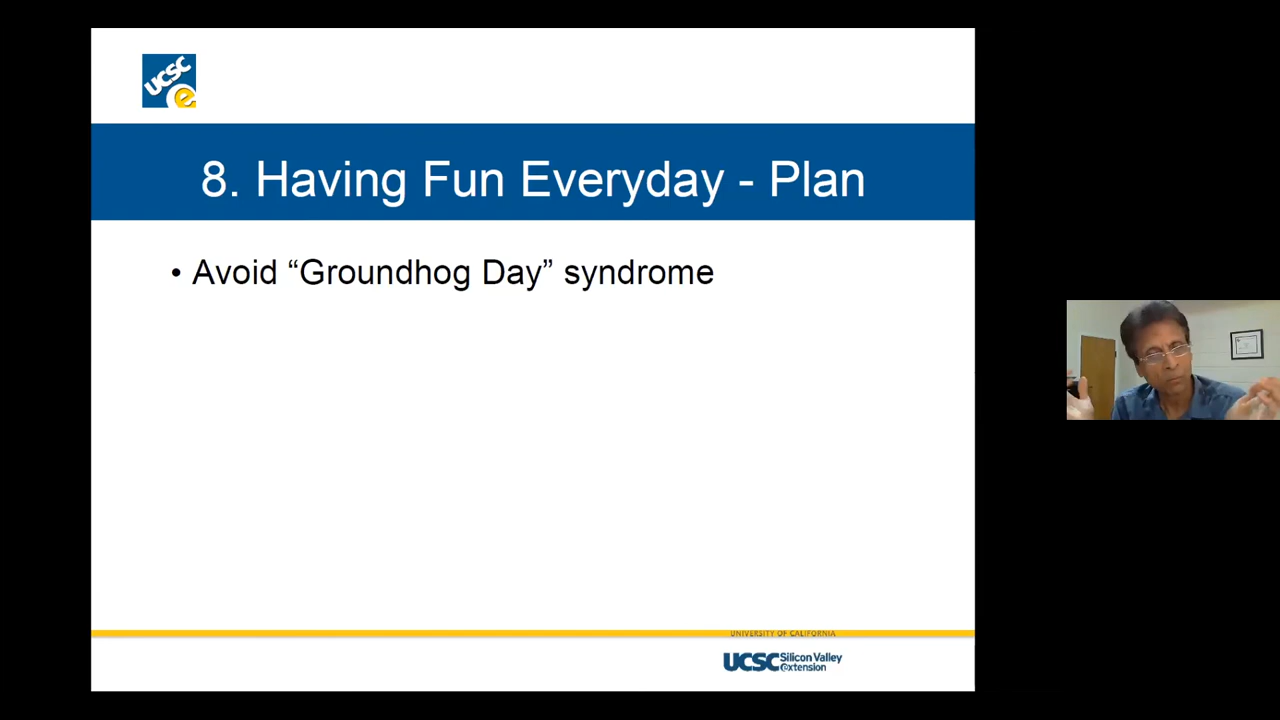 UCSC
e
8. Having Fun Everyday - Plan
• Avoid “Groundhog Day” syndrome
UNIVERSITY OF CALIFORNIA
UCSC Silicon Valley
extension